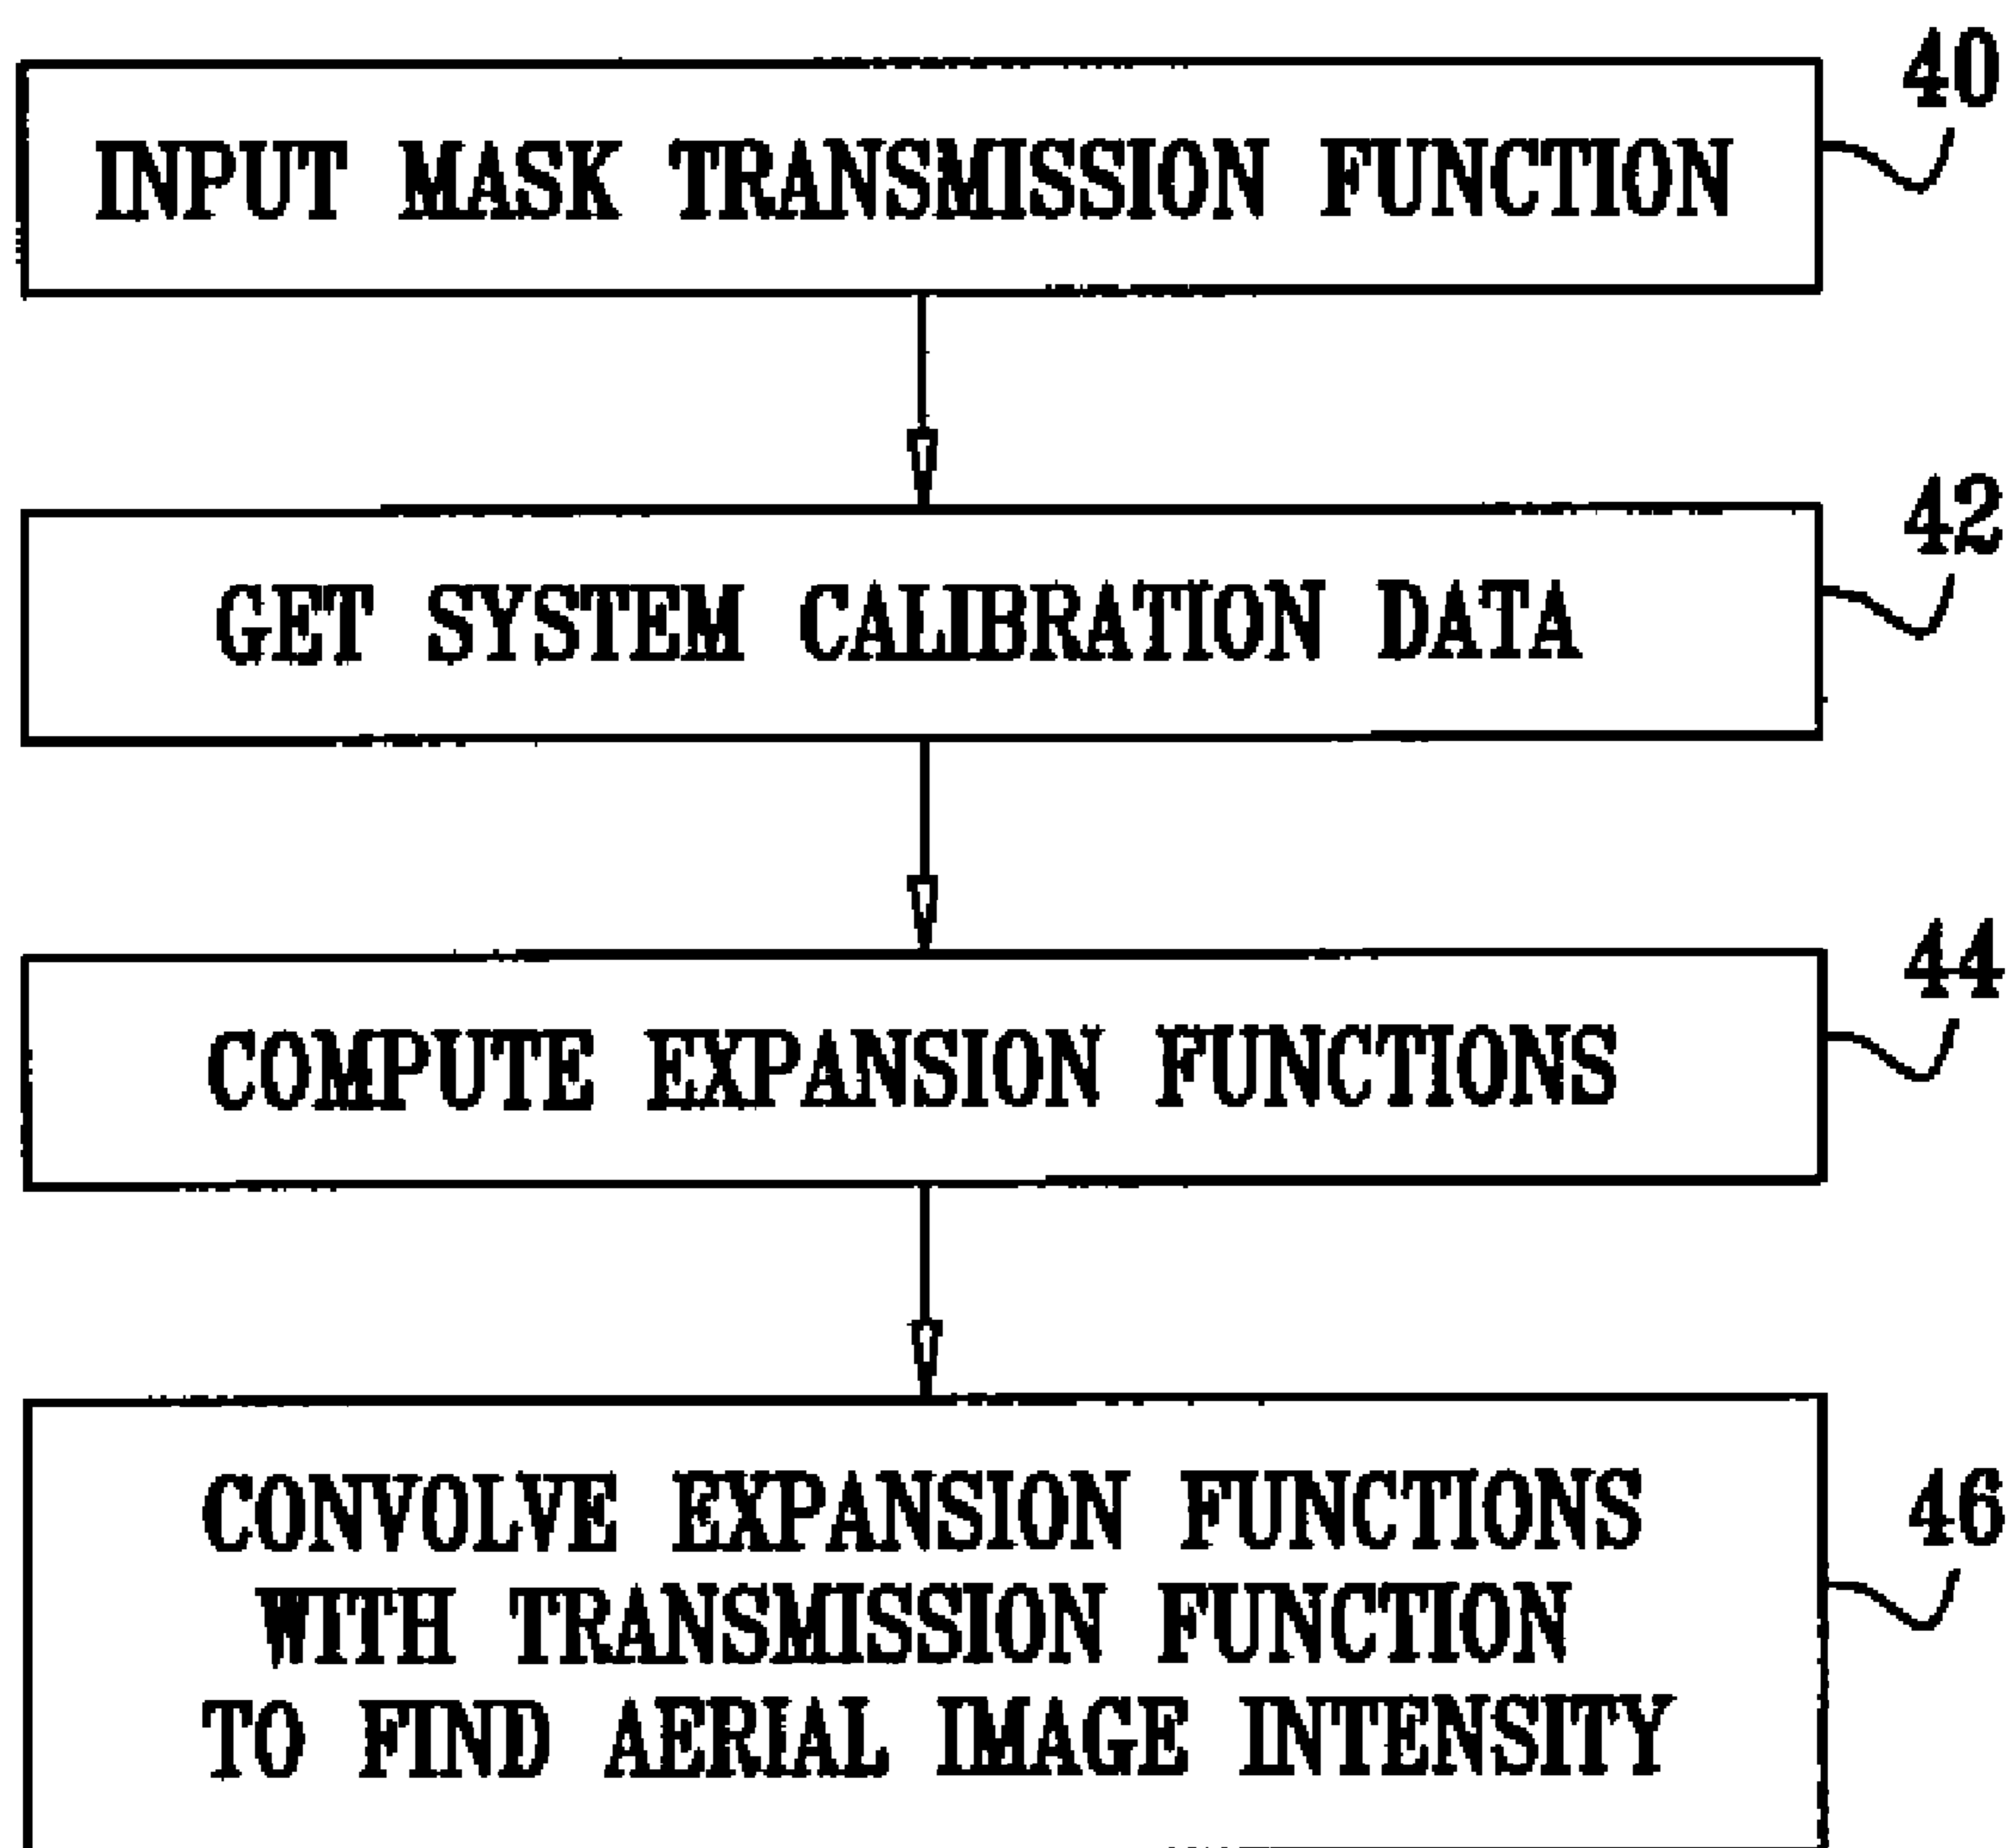 40
INPUT MASK TRANSMISSION FUNCTION
42
GET SYSTEM CALIBRATION DATA
44
COMPUTE EXPANSION FUNCTIONS
46
CONVOLVE EXPANSION FUNCTIONS
WITH TRANSMISSION FUNCTION
TO FIND AERIAL IMAGE INTENSITY